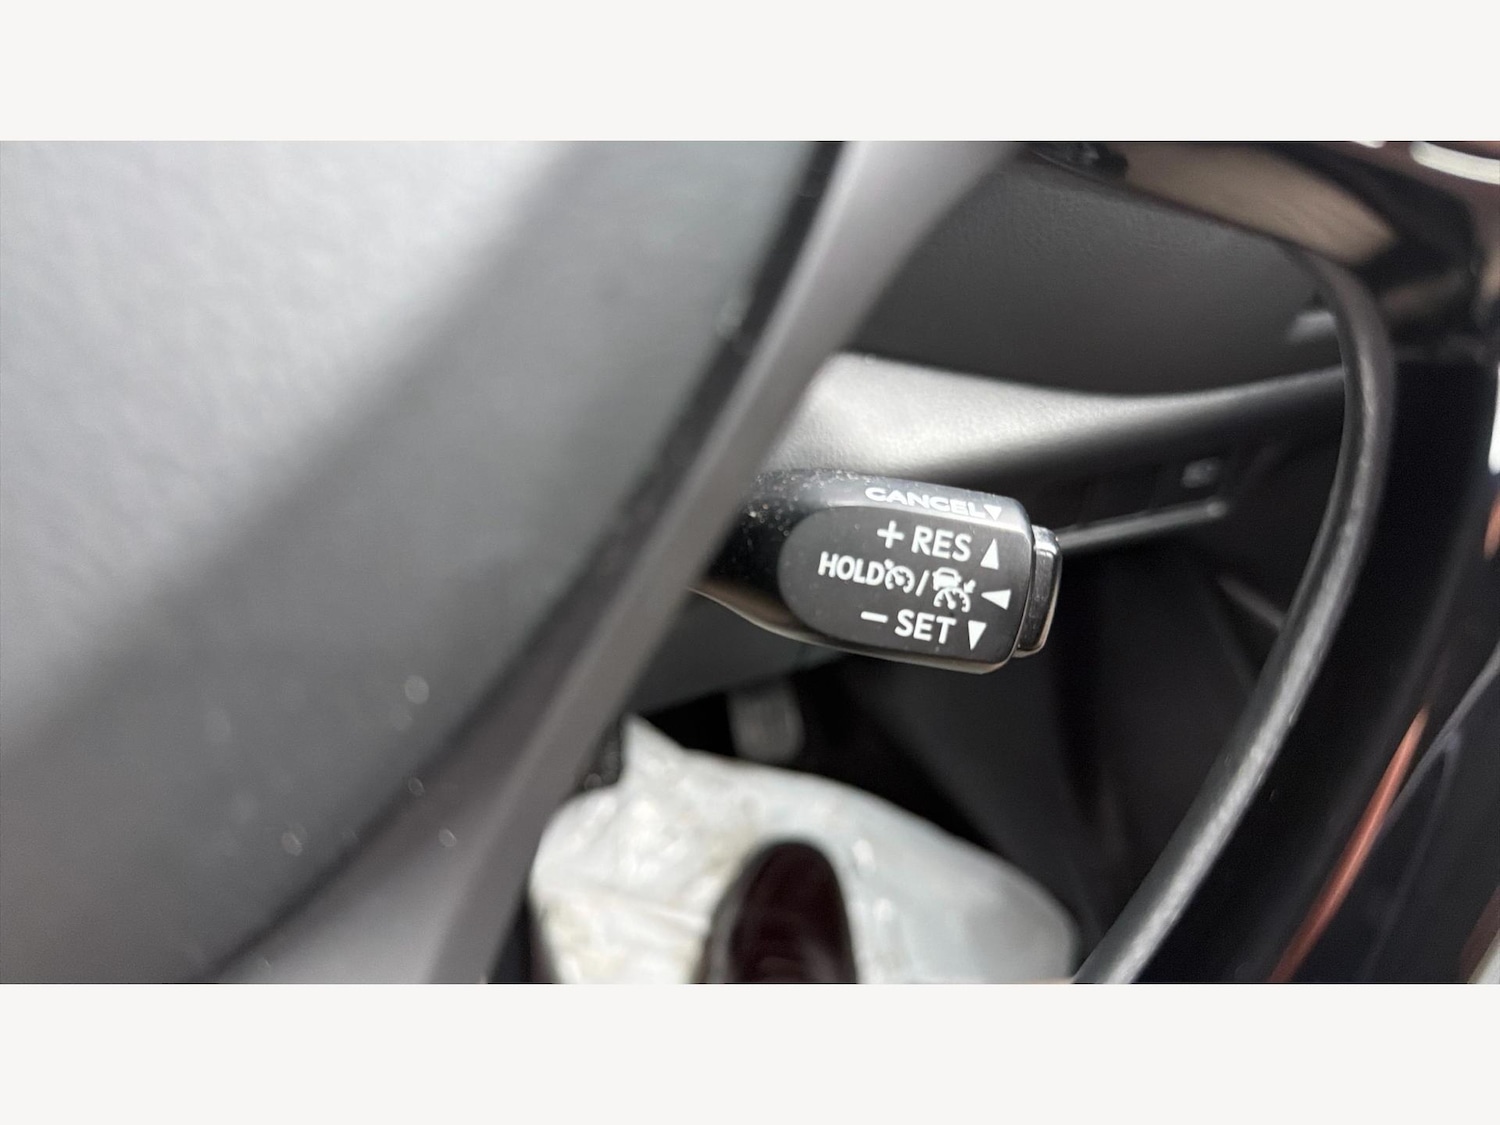 CANCEL▼
+ RES ▲
HOLD / ◀
− SET ▼